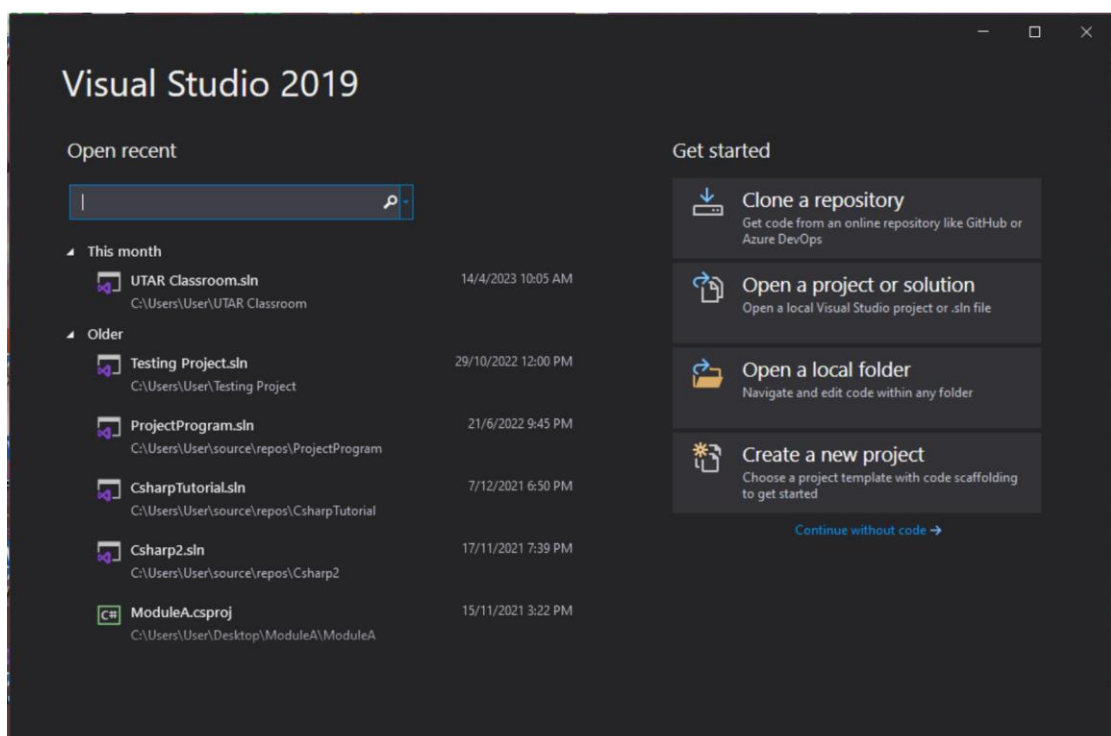 Visual Studio 2019
Open recent
This month
UTAR Classroom.sln 14/4/2023 10:05 AM
C:\Users\User\UTAR Classroom
Older
Testing Project.sln 29/10/2022 12:00 PM
C:\Users\User\Testing Project
ProjectProgram.sln 21/6/2022 9:45 PM
C:\Users\User\source\repos\ProjectProgram
CsharpTutorial.sln 7/12/2021 6:50 PM
C:\Users\User\source\repos\CsharpTutorial
Csharp2.sln 17/11/2021 7:39 PM
C:\Users\User\source\repos\Csharp2
C# ModuleA.csproj 15/11/2021 3:22 PM
C:\Users\User\Desktop\ModuleA\ModuleA
Get started
Clone a repository
Get code from an online repository like GitHub or
Azure DevOps
Open a project or solution
Open a local Visual Studio project or .sln file
Open a local folder
Navigate and edit code within any folder
Create a new project
Choose a project template with code scaffolding
to get started
Continue without code →